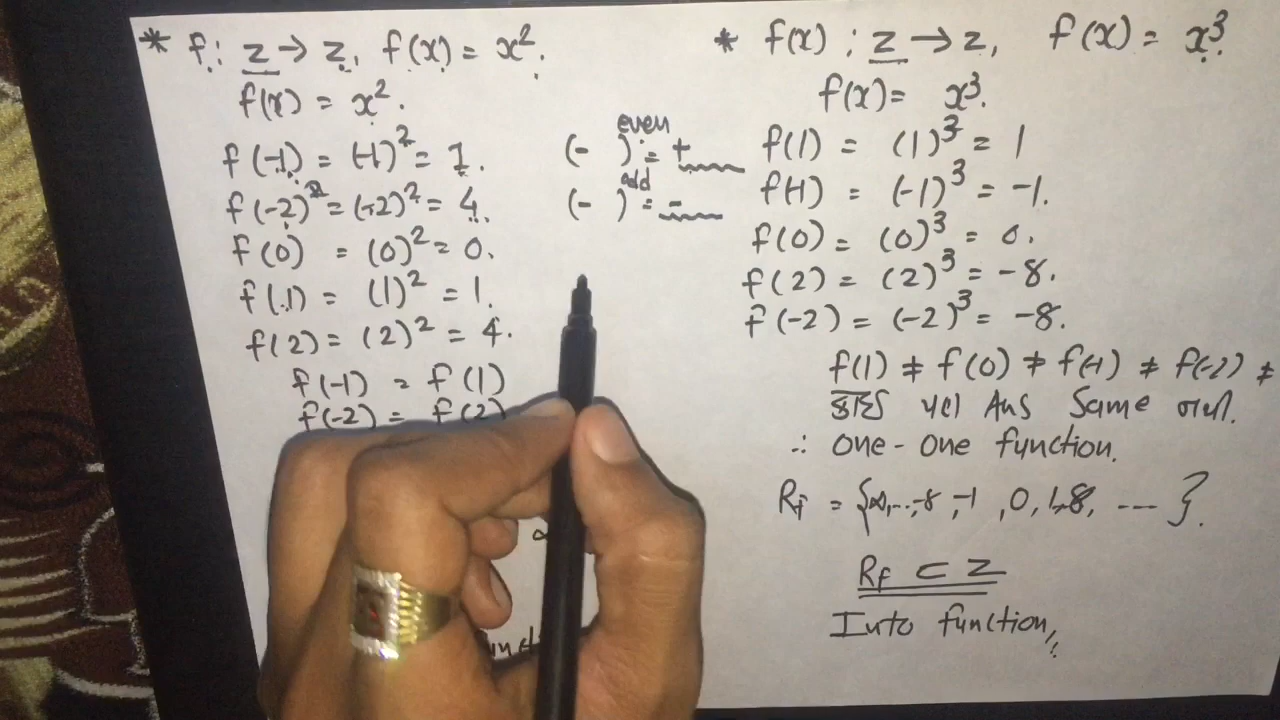 * f: z → z, f(x) = x².
f(x) = x².
f(-1) = (-1)² = 1.
f(-2)² = (-2)² = 4.
f(0) = (0)² = 0.
f(1) = (1)² = 1.
f(2) = (2)² = 4.
f(-1) = f(1)
f(-2) = f(2)
(- )^even = +
(- )^odd = -
* f(x) : z → z, f(x) = x³
f(x) = x³.
f(1) = (1)³ = 1
f(-1) = (-1)³ = -1.
f(0) = (0)³ = 0.
f(2) = (2)³ = -8.
f(-2) = (-2)³ = -8.
f(1) ≠ f(0) ≠ f(-1) ≠ f(-2) ≠
Ans Same
∴ one-one function.
Rf = {∞,..,-8, -1, 0, 1, 8, ---- }.
Rf ⊂ Z
Into function,